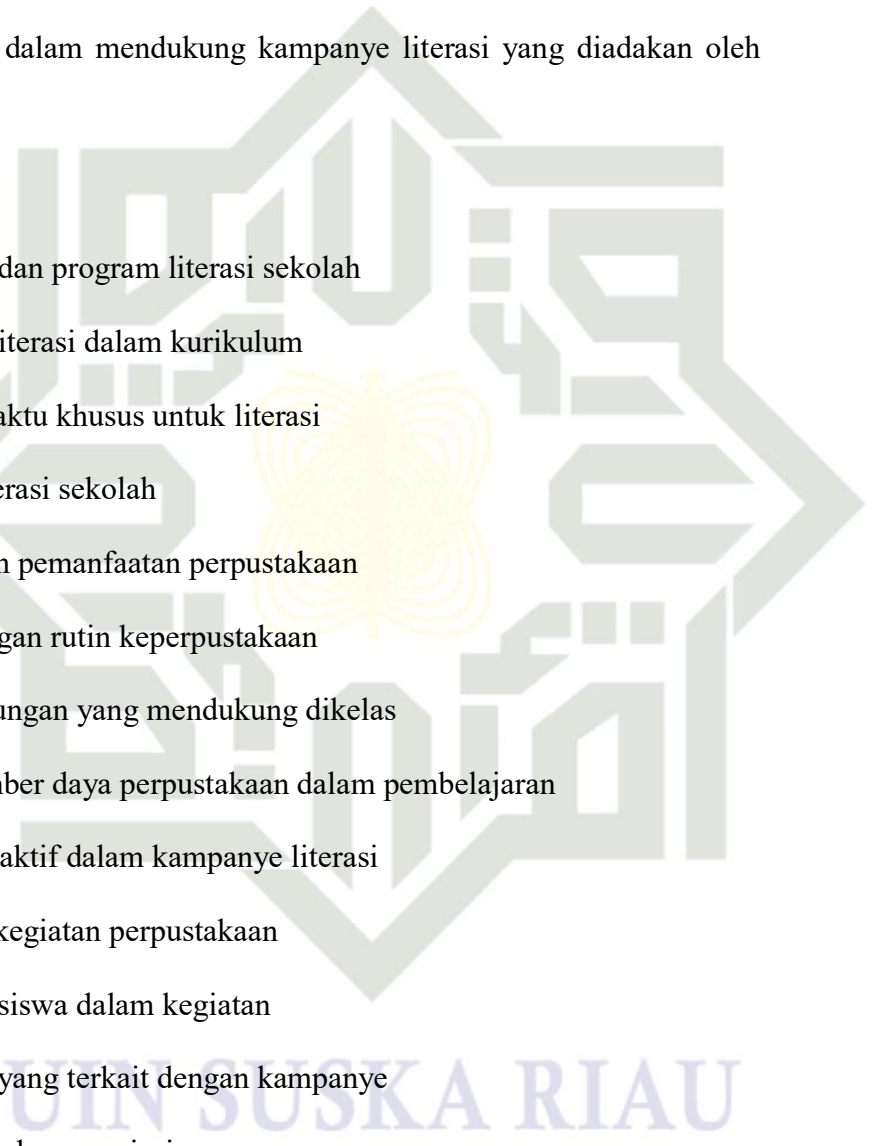 dalam mendukung kampanye literasi yang diadakan oleh
dan program literasi sekolah
iterasi dalam kurikulum
aktu khusus untuk literasi
erasi sekolah
n pemanfaatan perpustakaan
gan rutin keperpustakaan
ungan yang mendukung dikelas
ber daya perpustakaan dalam pembelajaran
aktif dalam kampanye literasi
kegiatan perpustakaan
siswa dalam kegiatan
yang terkait dengan kampanye
UIN SUSKA RIAU